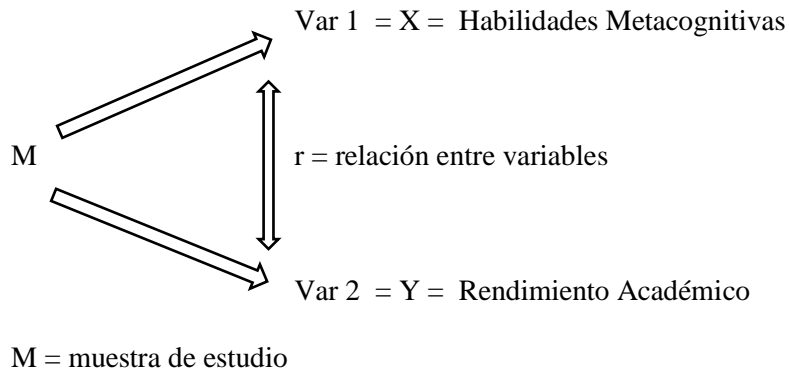 Var 1 = X = Habilidades Metacognitivas
M
r = relación entre variables
Var 2 = Y = Rendimiento Académico
M = muestra de estudio